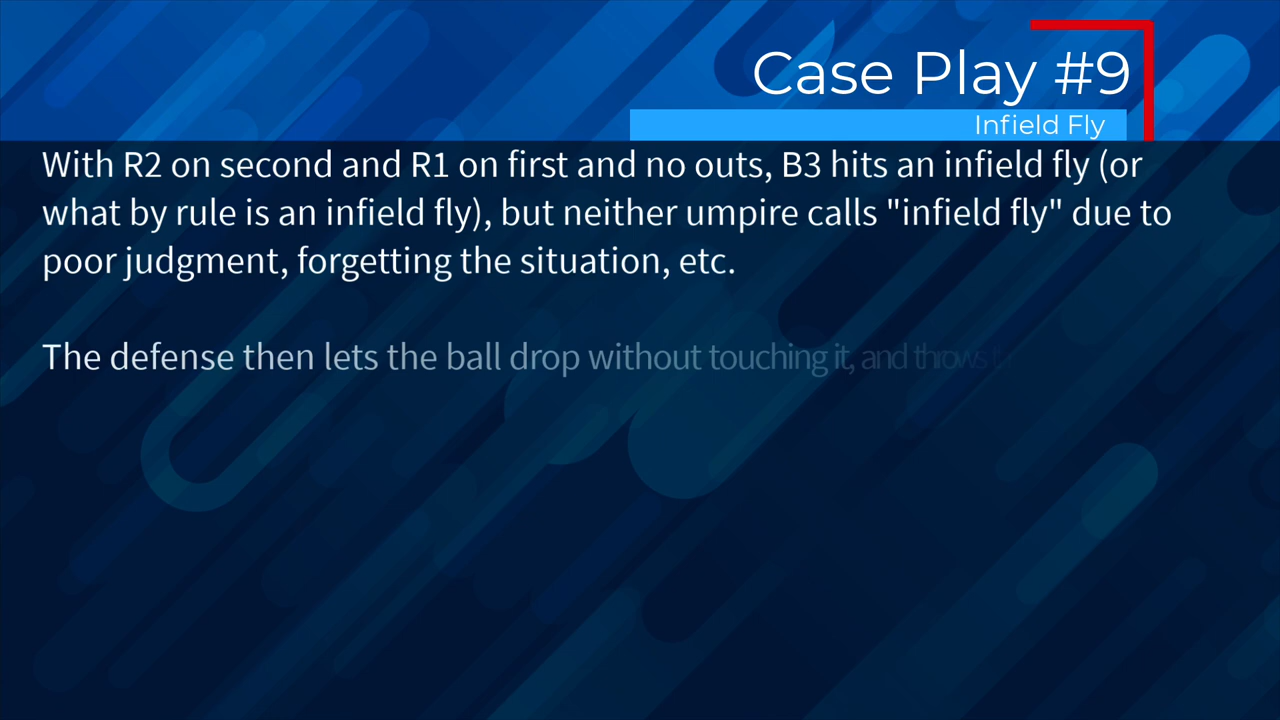 Case Play #9
Infield Fly
With R2 on second and R1 on first and no outs, B3 hits an infield fly (or
what by rule is an infield fly), but neither umpire calls "infield fly" due to
poor judgment, forgetting the situation, etc.
The defense then lets the ball drop without touching it, and throws